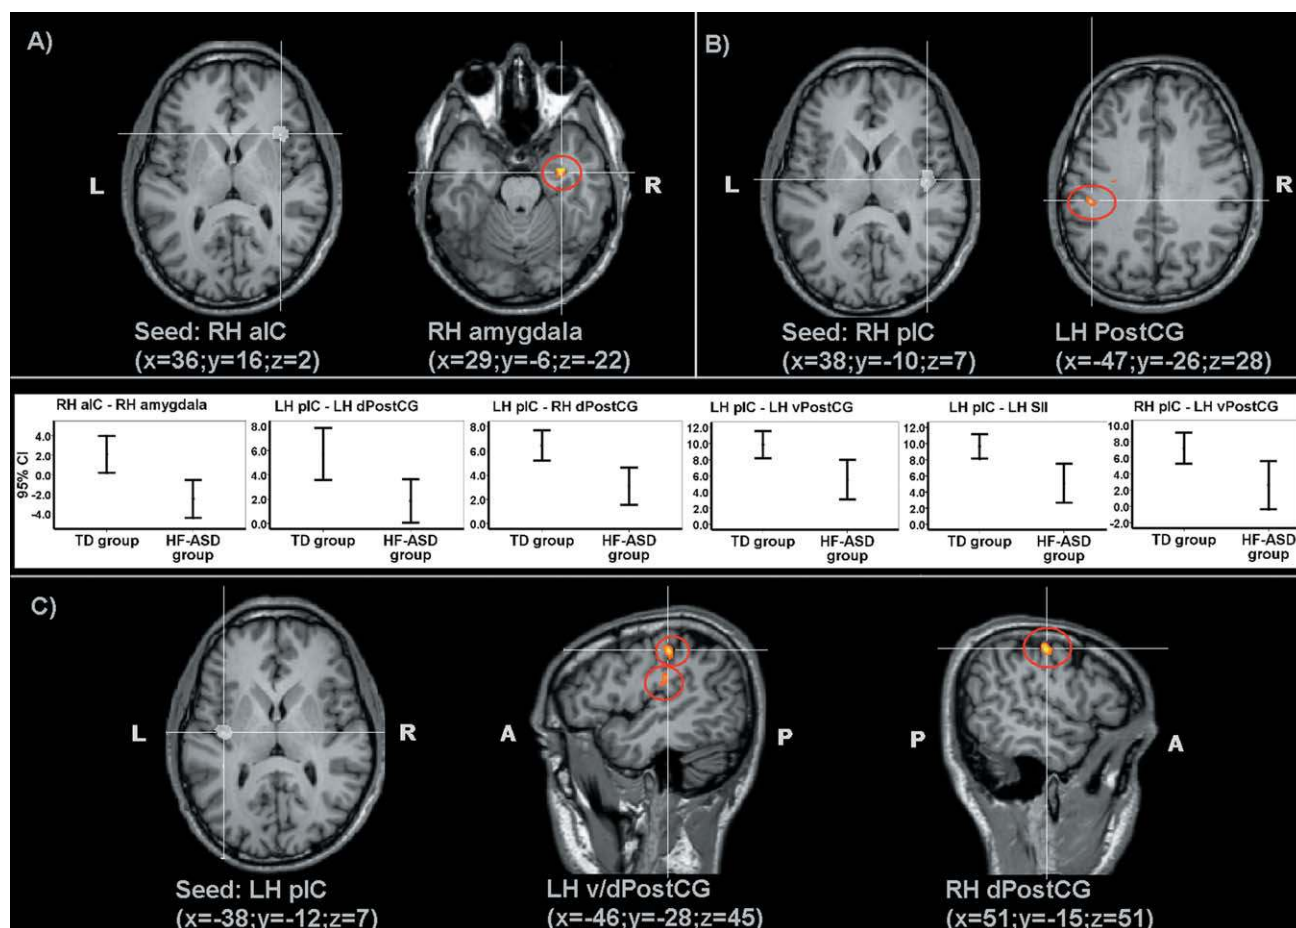 A)
B)
L
R
L
R
Seed: RH aIC
(x=36;y=16;z=2)
RH amygdala
(x=29;y=-6;z=-22)
Seed: RH pIC
(x=38;y=-10;z=7)
LH PostCG
(x=-47;y=-26;z=28)
RH aIC - RH amygdala
95% CI
4.0
2.0
0.0
-2.0
-4.0
TD group
HF-ASD
group
LH pIC - LH dPostCG
8.0
6.0
4.0
2.0
0.0
TD group
HF-ASD
group
LH pIC - RH dPostCG
8.0
6.0
4.0
2.0
0.0
TD group
HF-ASD
group
LH pIC - LH vPostCG
12.0
10.0
8.0
6.0
4.0
2.0
0.0
TD group
HF-ASD
group
LH pIC - LH SII
12.0
10.0
8.0
6.0
4.0
2.0
0.0
TD group
HF-ASD
group
RH pIC - LH vPostCG
10.0
8.0
6.0
4.0
2.0
0.0
-2.0
TD group
HF-ASD
group
C)
L
R
A
P
P
A
Seed: LH pIC
(x=-38;y=-12;z=7)
LH v/dPostCG
(x=-46;y=-28;z=45)
RH dPostCG
(x=51;y=-15;z=51)